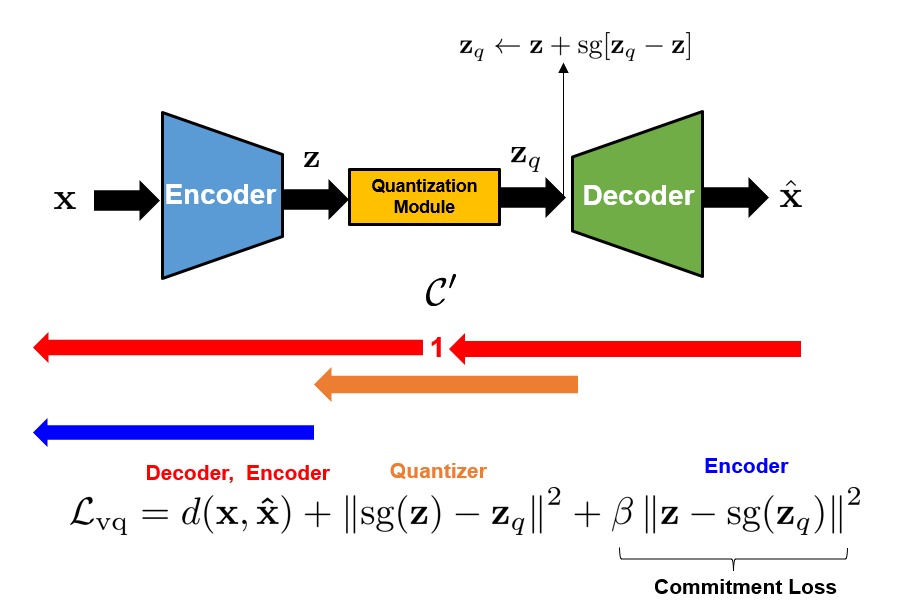 z_q ← z + sg[z_q − z]
x Encoder z Quantization Module z_q Decoder x̂
𝒞′
1
Decoder, Encoder Quantizer Encoder
ℒ_vq = d(x, x̂) + ‖sg(z) − z_q‖² + β ‖z − sg(z_q)‖²
Commitment Loss